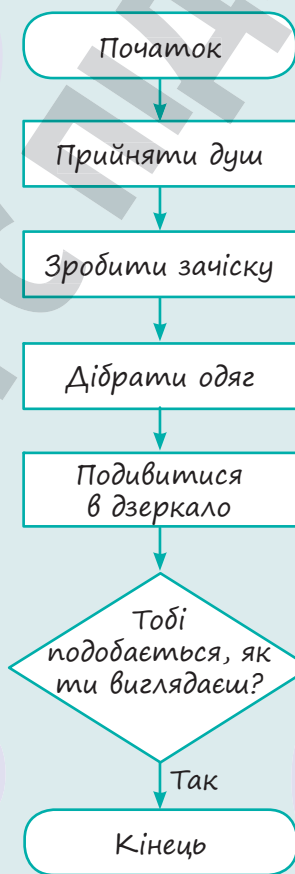 Початок
Прийняти душ
Зробити зачіску
Дібрати одяг
Подивитися
в дзеркало
Тобі
подобається, як
ти виглядаєш?
Так
Кінець